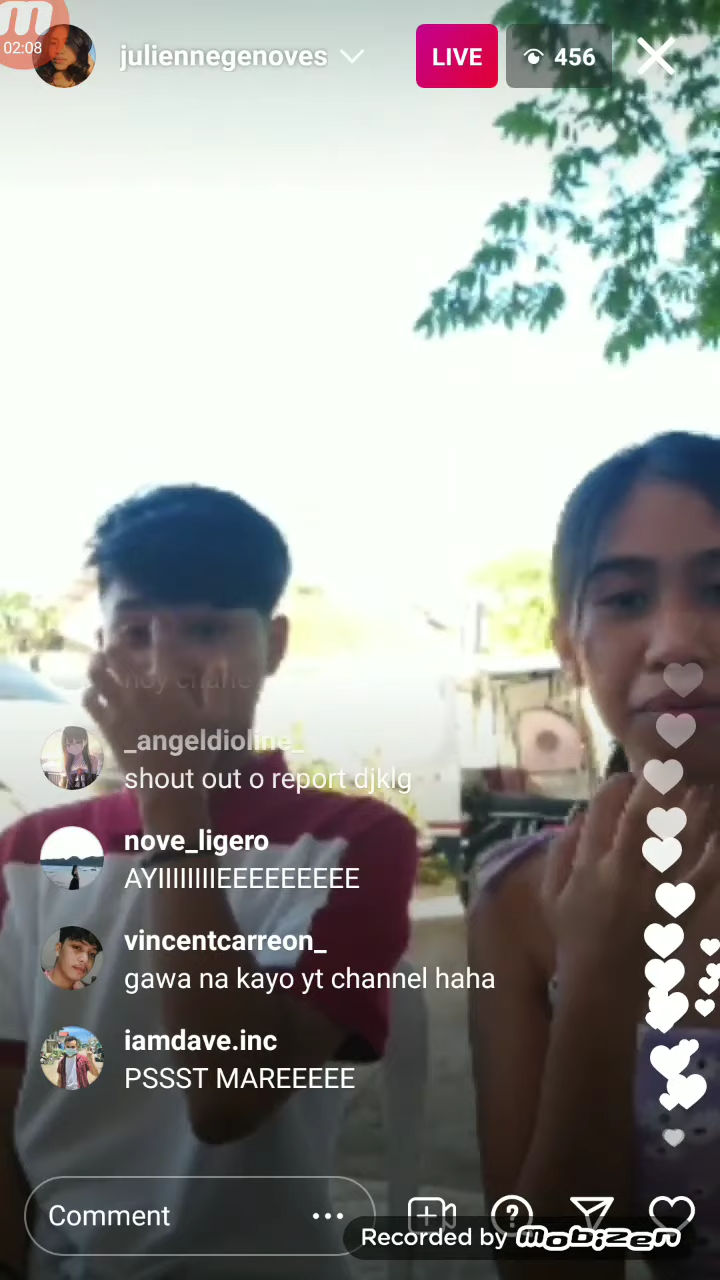 02:08
juliennegenoves
LIVE
456
_angeldioline_
shout out o report djklg
nove_ligero
AYIIIIIIIIEEEEEEEEEE
vincentcarreon_
gawa na kayo yt channel haha
iamdave.inc
PSSST MAREEEEE
Comment
Recorded by mobizen